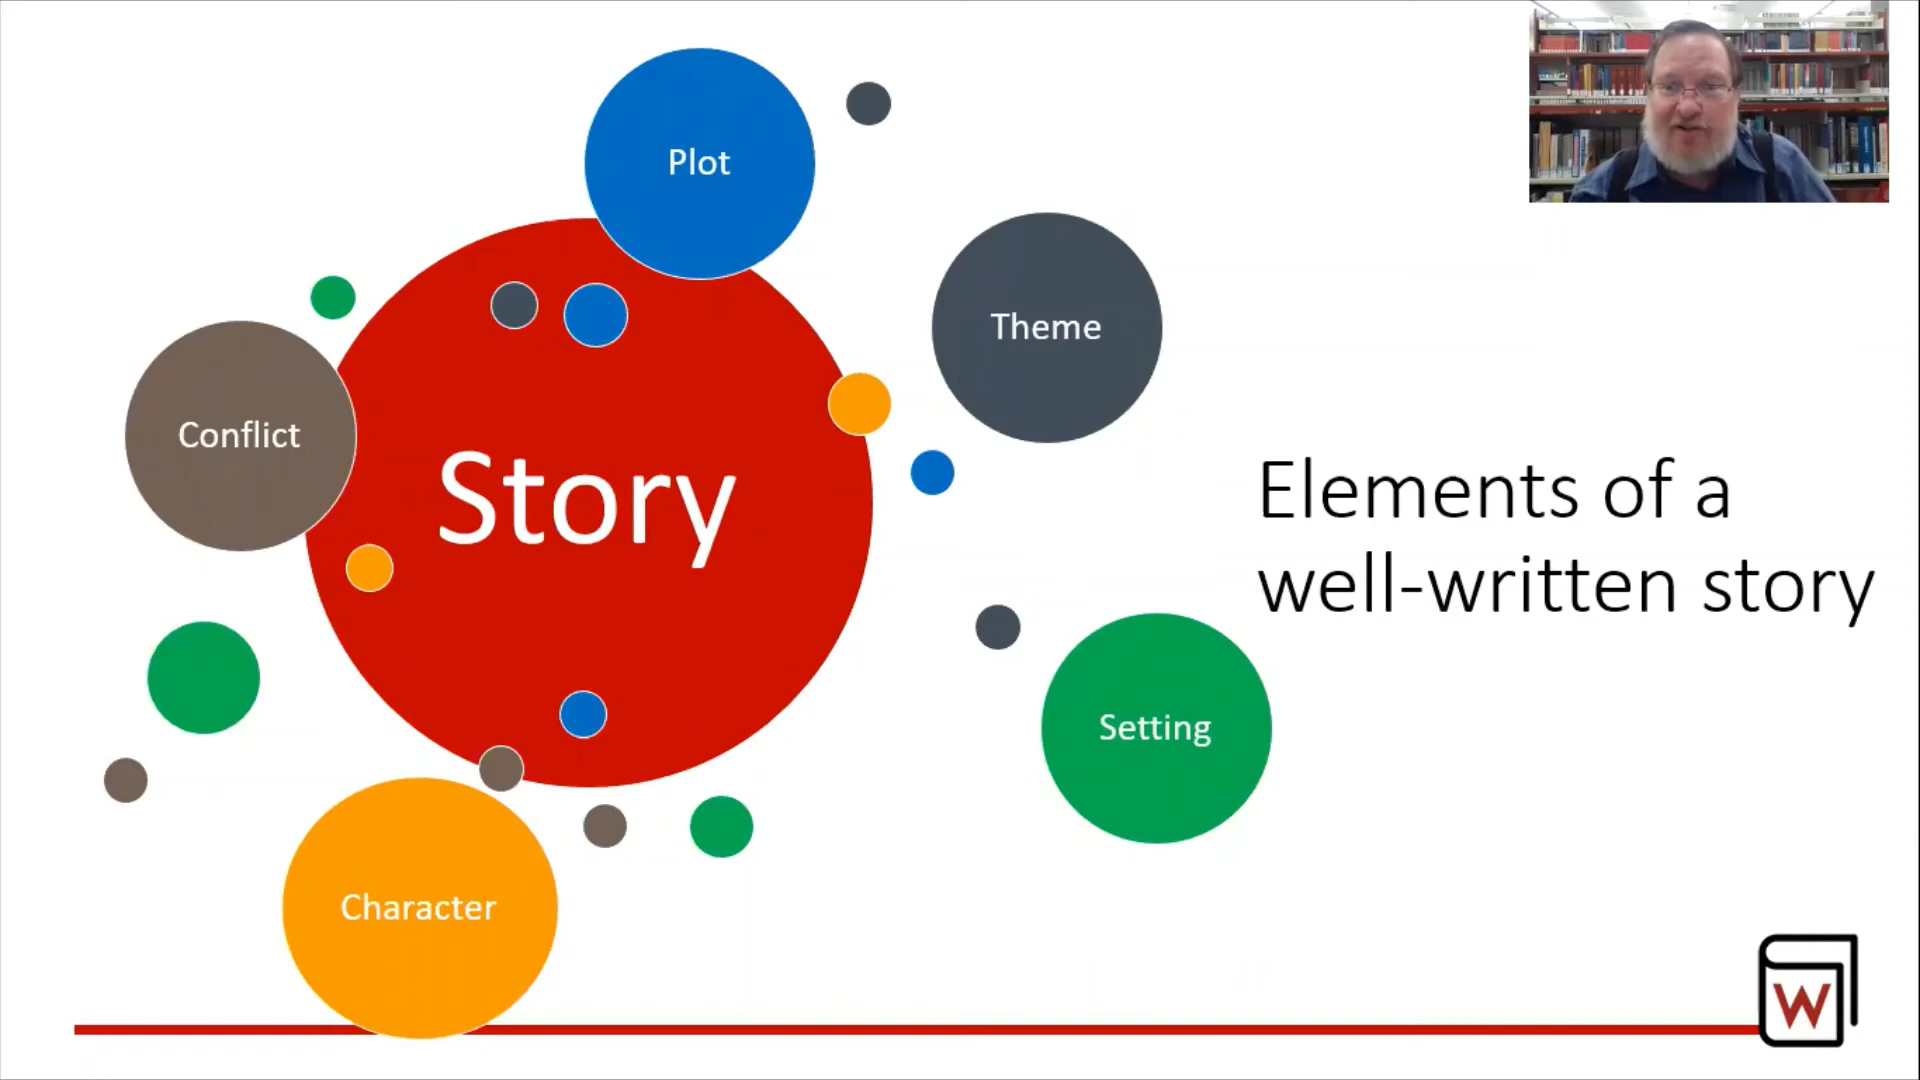 Plot
Theme
Conflict
Story
Elements of a
well-written story
Setting
Character
W